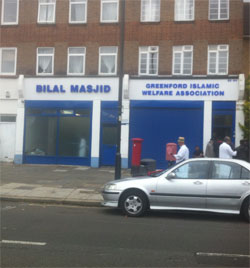 BILAL MASJID
GREENFORD ISLAMIC
WELFARE ASSOCIATION